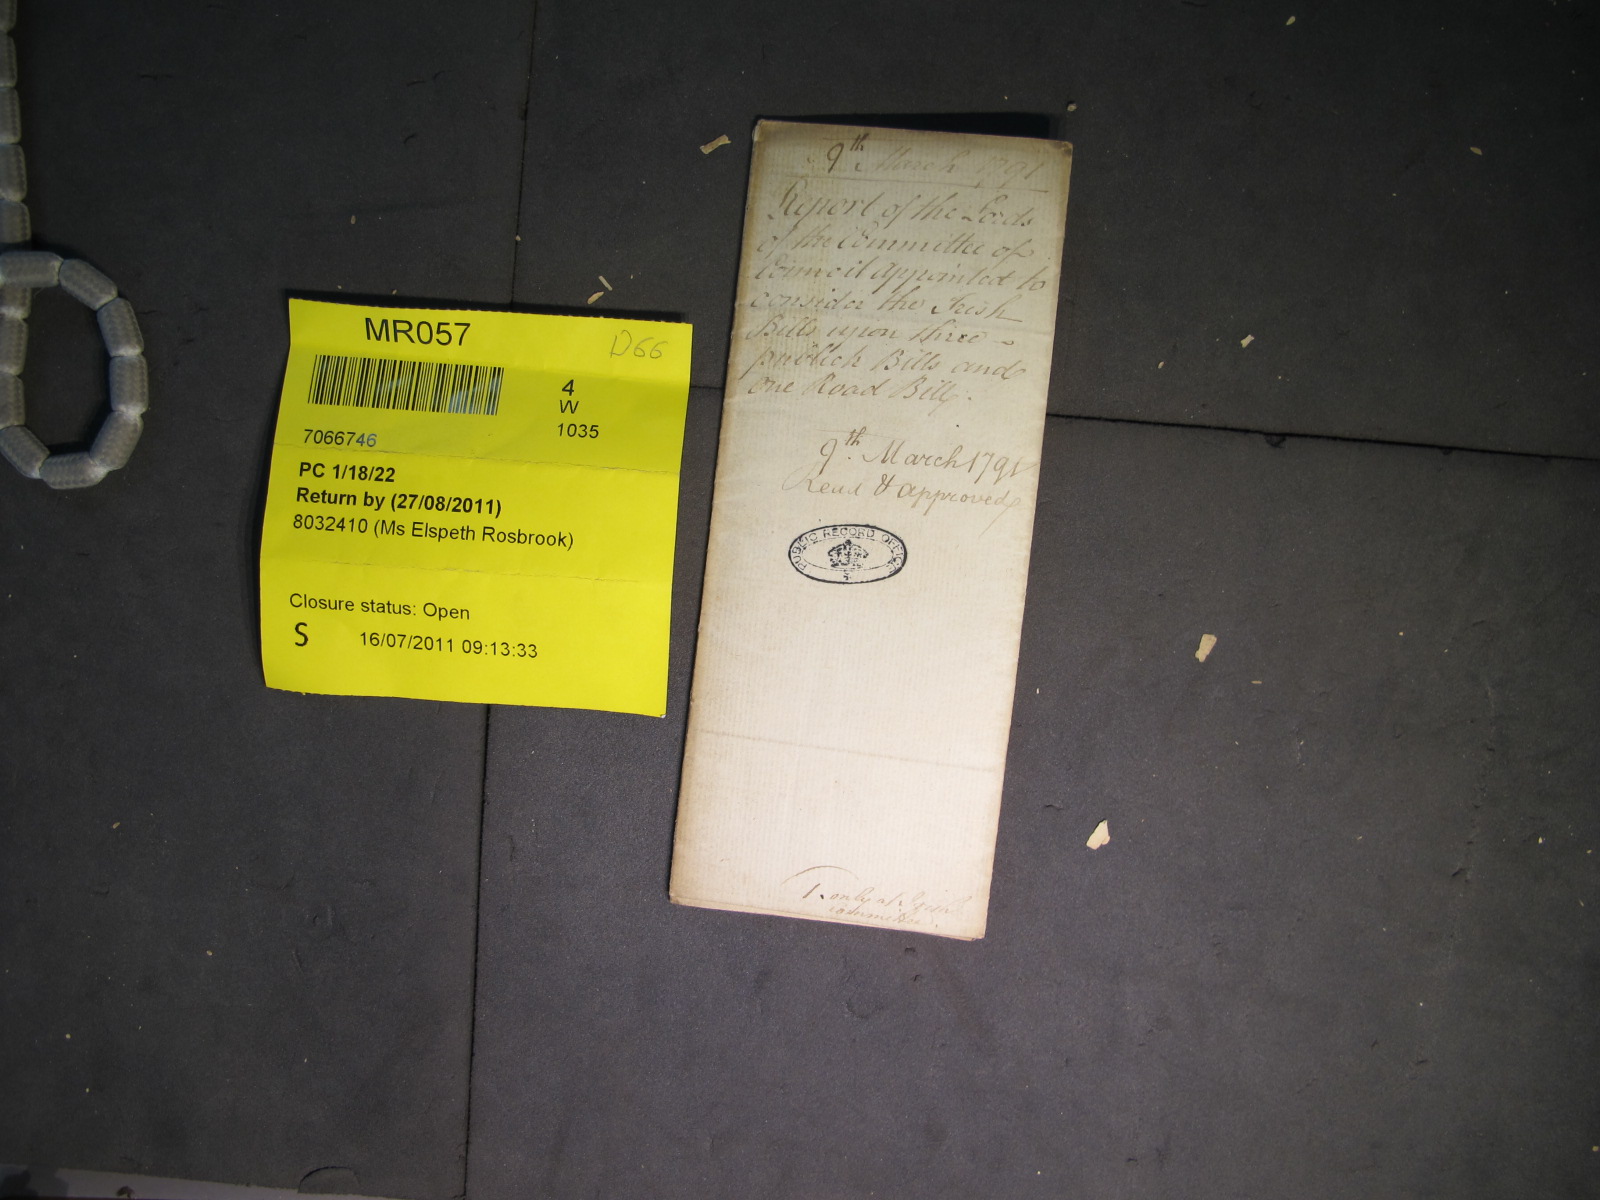 MR057
D66
4
W
1035
7066746
PC 1/18/22
Return by (27/08/2011)
8032410 (Ms Elspeth Rosbrook)
Closure status: Open
S 16/07/2011 09:13:33
9th March 1791
Report of the Lords
of the Committee of
Council appointed to
consider the Irish
Bills upon three
publick Bills and
one Road Bill.
9th. March 1791
Read & approved
PUBLIC RECORD OFFICE
only at
committee